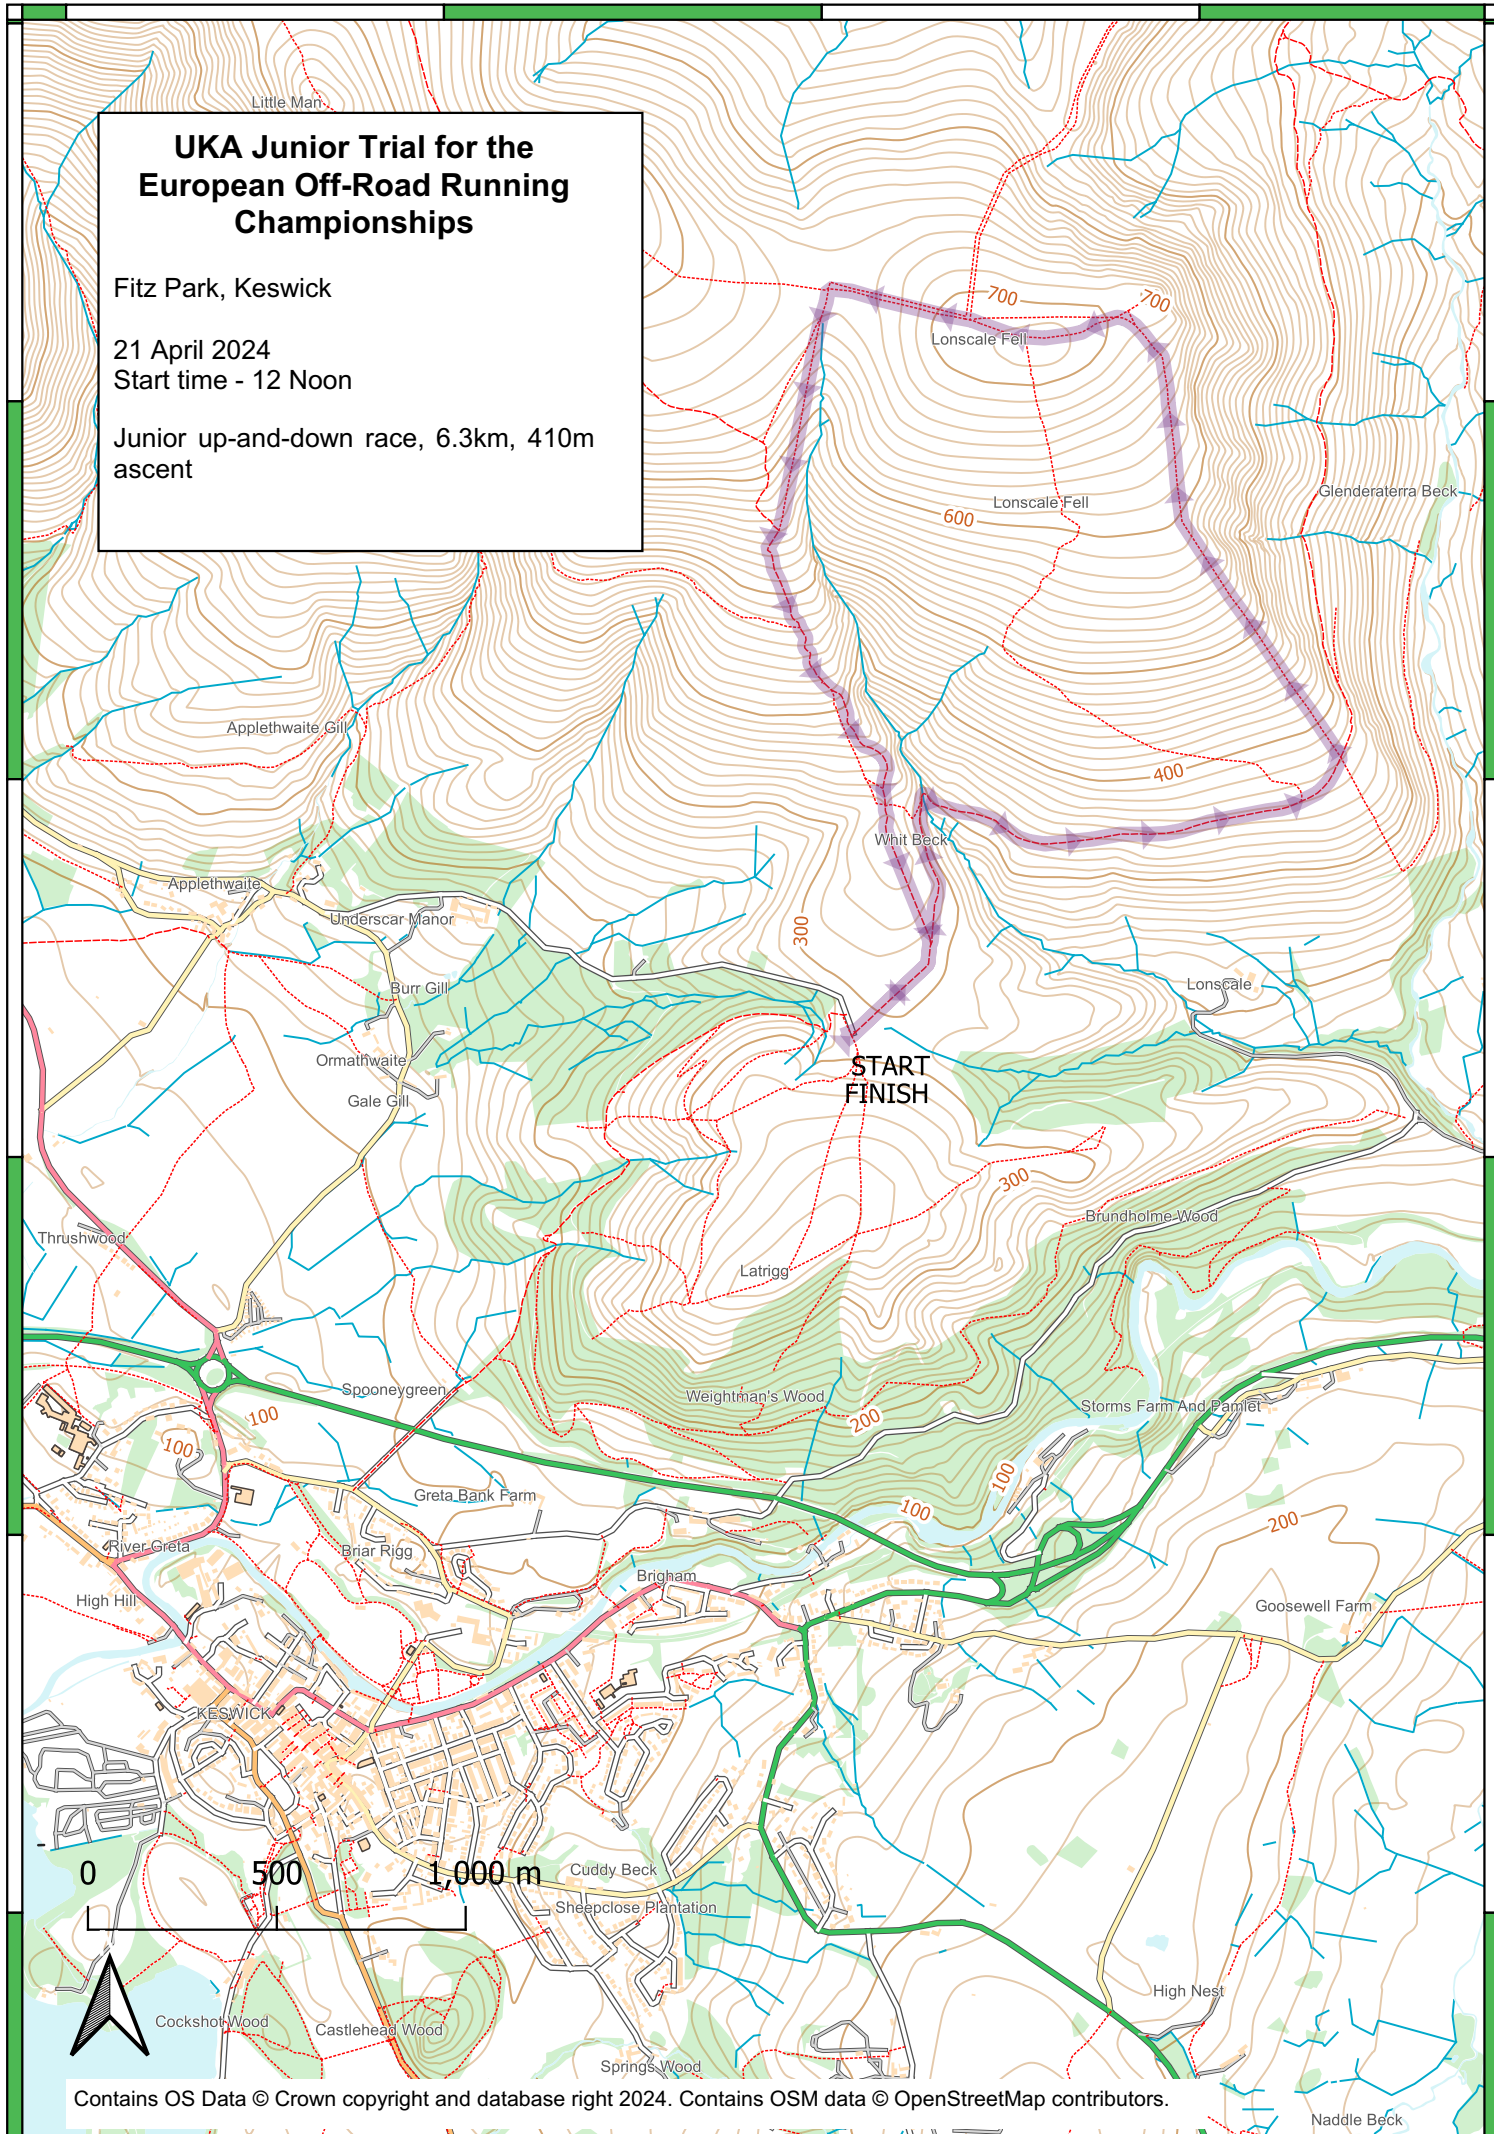 Little Man
UKA Junior Trial for the
European Off-Road Running
Championships
Fitz Park, Keswick
21 April 2024
Start time - 12 Noon
Junior up-and-down race, 6.3km, 410m
ascent
700
700
Lonscale Fell
Glenderaterra Beck
Lonscale Fell
600
Applethwaite Gill
400
Whit Beck
Applethwaite
Underscar Manor
300
Burr Gill
Lonscale
Ormathwaite
START
FINISH
Gale Gill
300
Brundholme Wood
Thrushwood
Latrigg
Spooneygreen
Weightman's Wood
Storms Farm And Pamlet
100
200
100
Greta Bank Farm
100
100
200
River Greta
Briar Rigg
Brigham
High Hill
Goosewell Farm
KESWICK
0
500
1,000 m
Cuddy Beck
Sheepclose Plantation
High Nest
Cockshot Wood
Castlehead Wood
Springs Wood
Contains OS Data © Crown copyright and database right 2024. Contains OSM data © OpenStreetMap contributors.
Naddle Beck